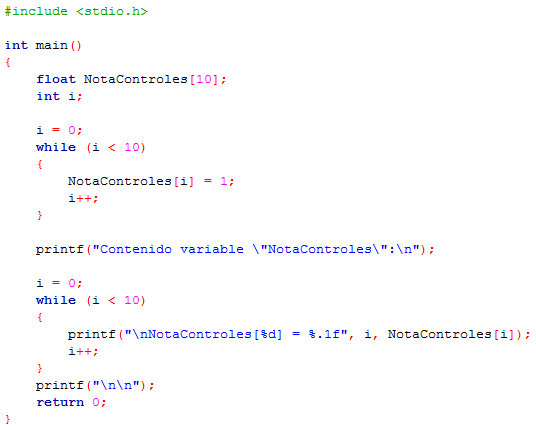 #include <stdio.h>
int main()
{
float NotaControles[10];
int i;
i = 0;
while (i < 10)
{
NotaControles[i] = 1;
i++;
}
printf("Contenido variable \"NotaControles\":\n");
i = 0;
while (i < 10)
{
printf("\nNotaControles[%d] = %.1f", i, NotaControles[i]);
i++;
}
printf("\n\n");
return 0;
}